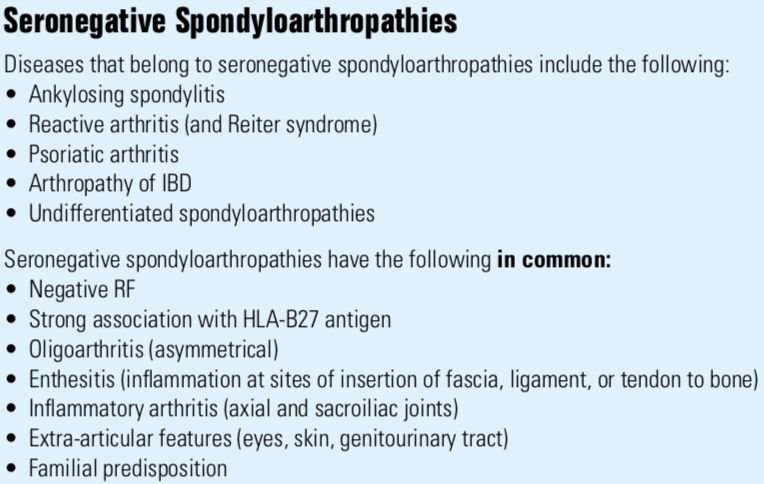 Seronegative Spondyloarthropathies
Diseases that belong to seronegative spondyloarthropathies include the following:
• Ankylosing spondylitis
• Reactive arthritis (and Reiter syndrome)
• Psoriatic arthritis
• Arthropathy of IBD
• Undifferentiated spondyloarthropathies
Seronegative spondyloarthropathies have the following in common:
• Negative RF
• Strong association with HLA-B27 antigen
• Oligoarthritis (asymmetrical)
• Enthesitis (inflammation at sites of insertion of fascia, ligament, or tendon to bone)
• Inflammatory arthritis (axial and sacroiliac joints)
• Extra-articular features (eyes, skin, genitourinary tract)
• Familial predisposition